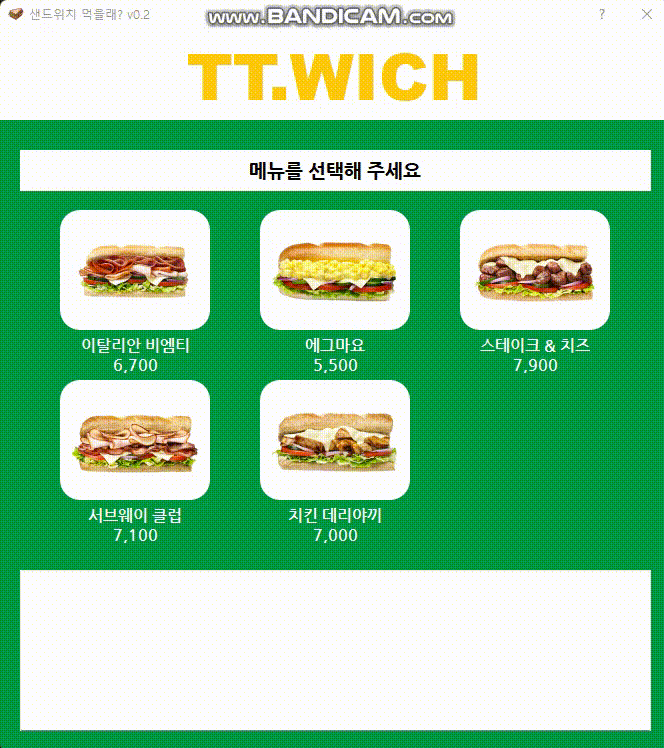 샌드위치 먹을래? v0.2
www.BANDICAM.com
?
TT.WICH
메뉴를 선택해 주세요
이탈리안 비엠티
6,700
에그마요
5,500
스테이크 & 치즈
7,900
서브웨이 클럽
7,100
치킨 데리야끼
7,000